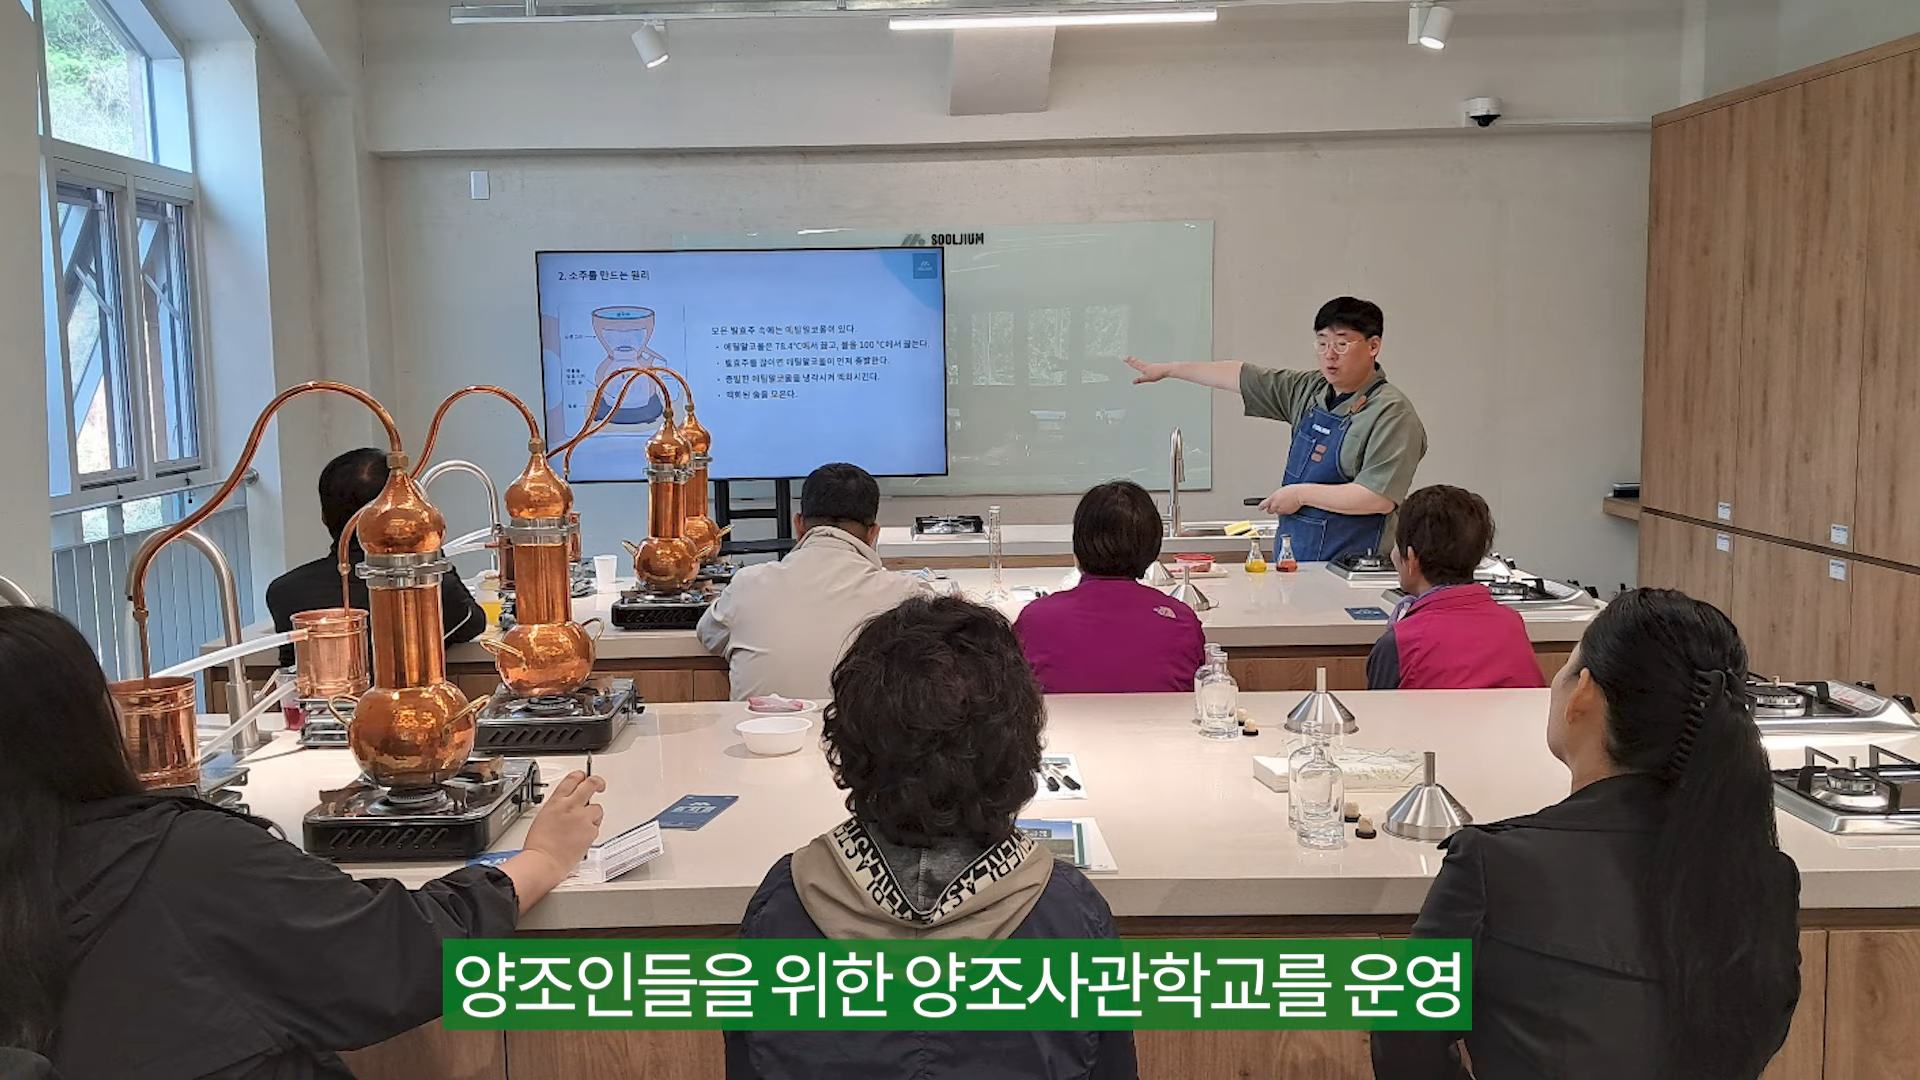 SOOLJIUM
2. 소주를 만드는 원리
모든 발효주 속에는 에틸알코올이 있다.
• 에틸알코올은 78.4℃에서 끓고, 물은 100 ℃에서 끓는다.
• 발효주를 끓이면 에틸알코올이 먼저 증발한다.
• 증발한 에틸알코올을 냉각시켜 액화시킨다.
• 액화된 술을 모은다.
양조인들을 위한 양조사관학교를 운영